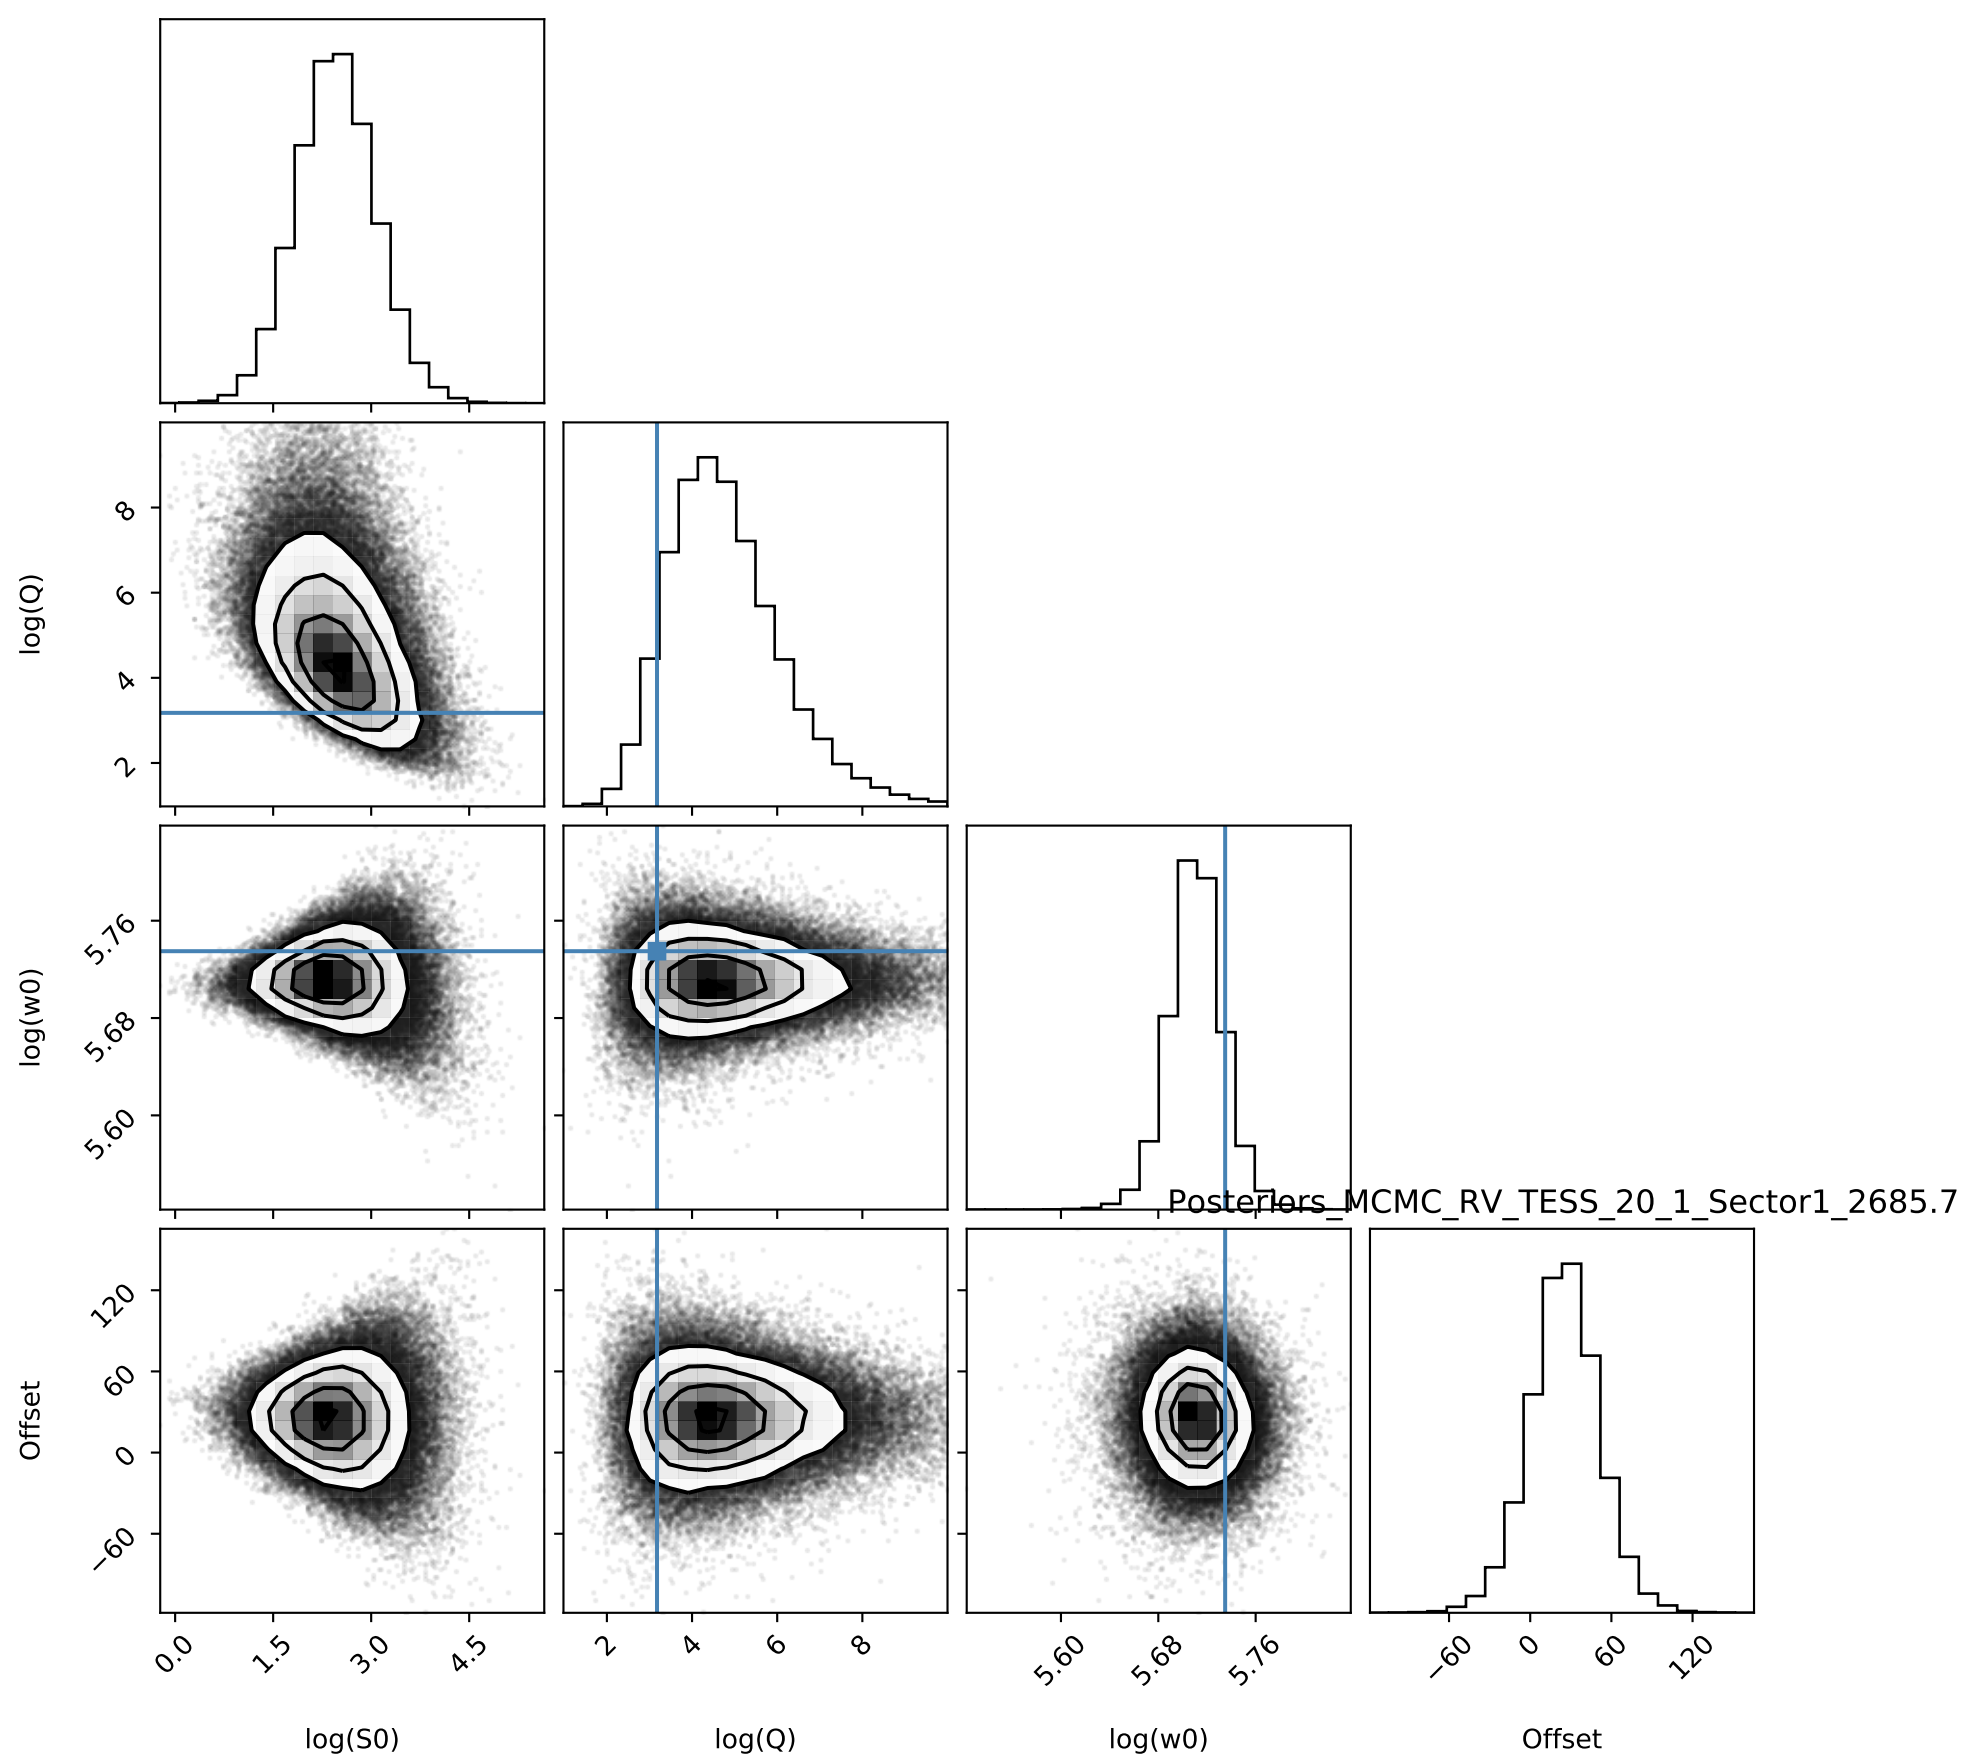 log(Q)
8
6
4
2
log(w0)
5.76
5.68
5.60
Posteriors_MCMC_RV_TESS_20_1_Sector1_2685.7
Offset
120
60
0
−60
0.0 1.5 3.0 4.5 2 4 6 8 5.60 5.68 5.76 −60 0 60 120
log(S0) log(Q) log(w0) Offset